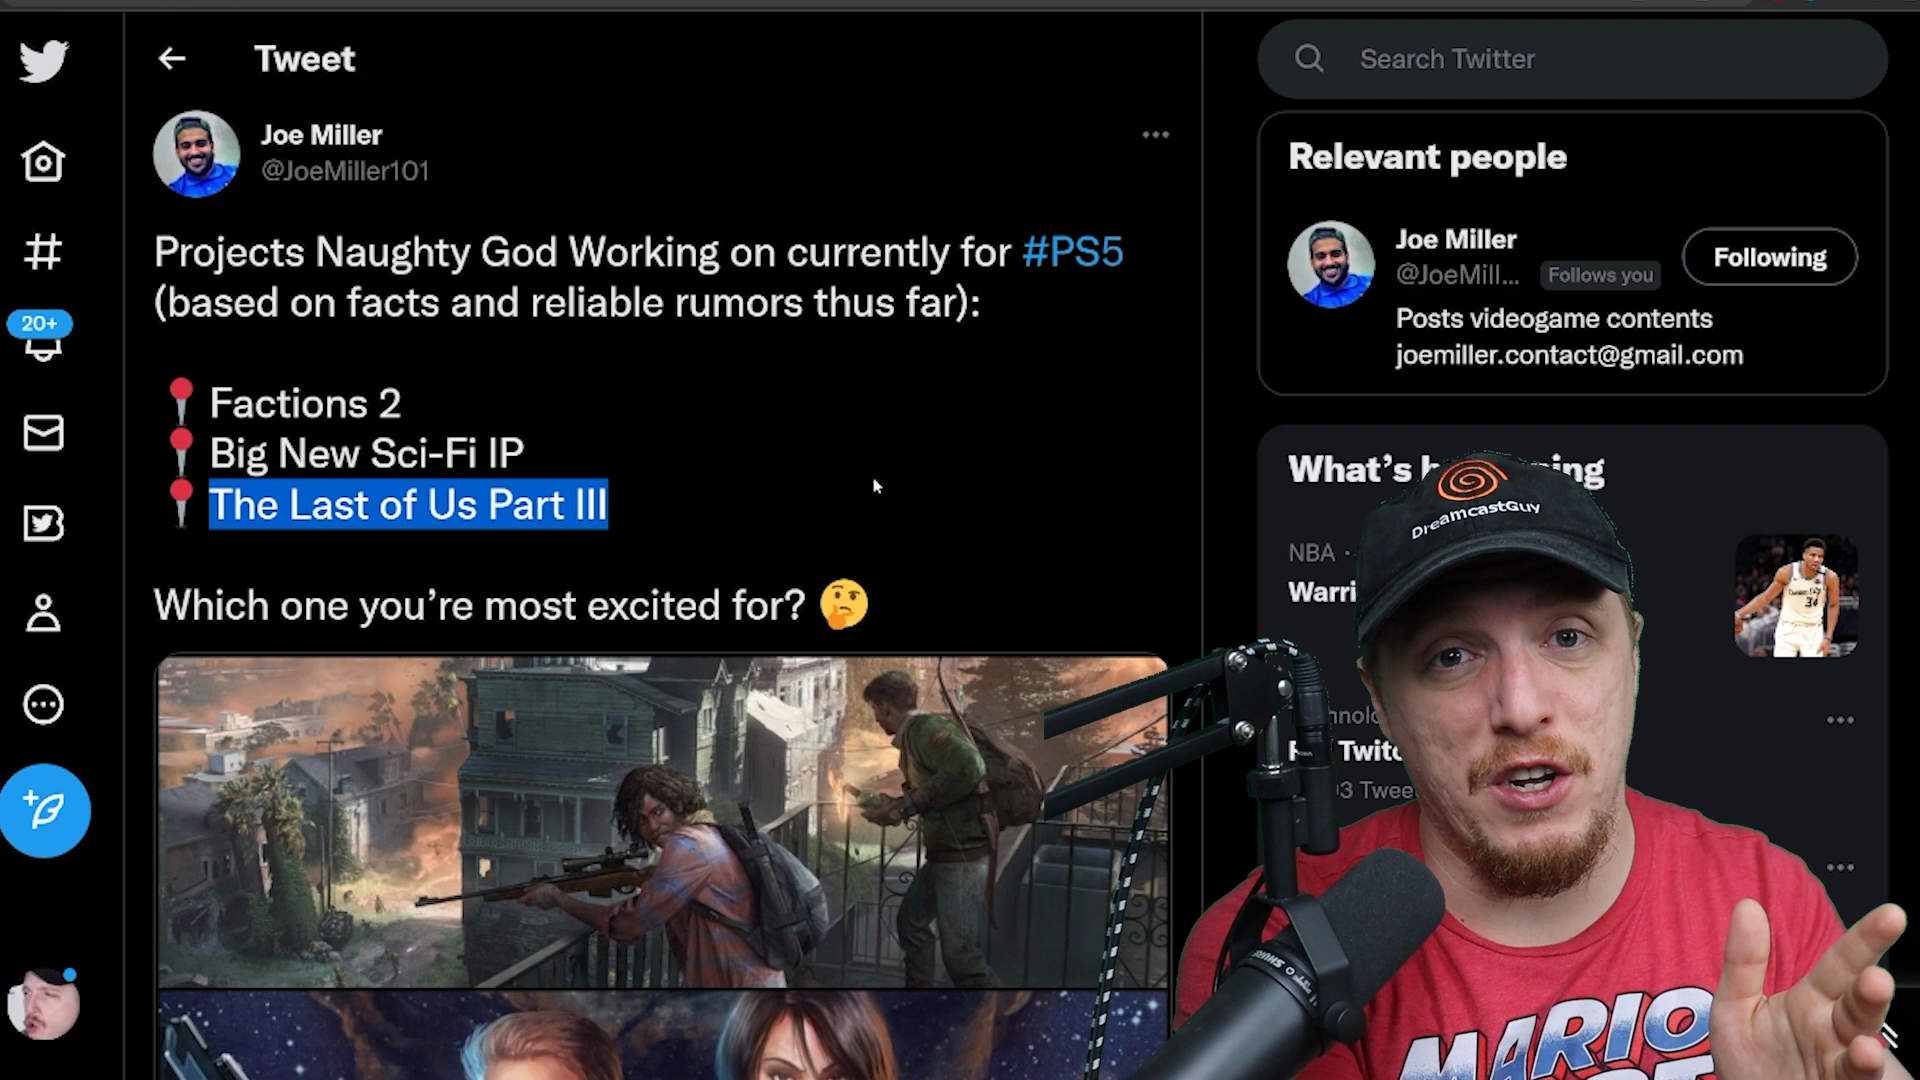 Tweet
Search Twitter
Joe Miller
@JoeMiller101
Projects Naughty God Working on currently for #PS5
(based on facts and reliable rumors thus far):
Factions 2
Big New Sci-Fi IP
The Last of Us Part III
Which one you're most excited for?
20+
Relevant people
Joe Miller
@JoeMill...
Follows you
Following
Posts videogame contents
joemiller.contact@gmail.com
What's
NBA ·
34
DreamcastGuy
SHURE
MARIO